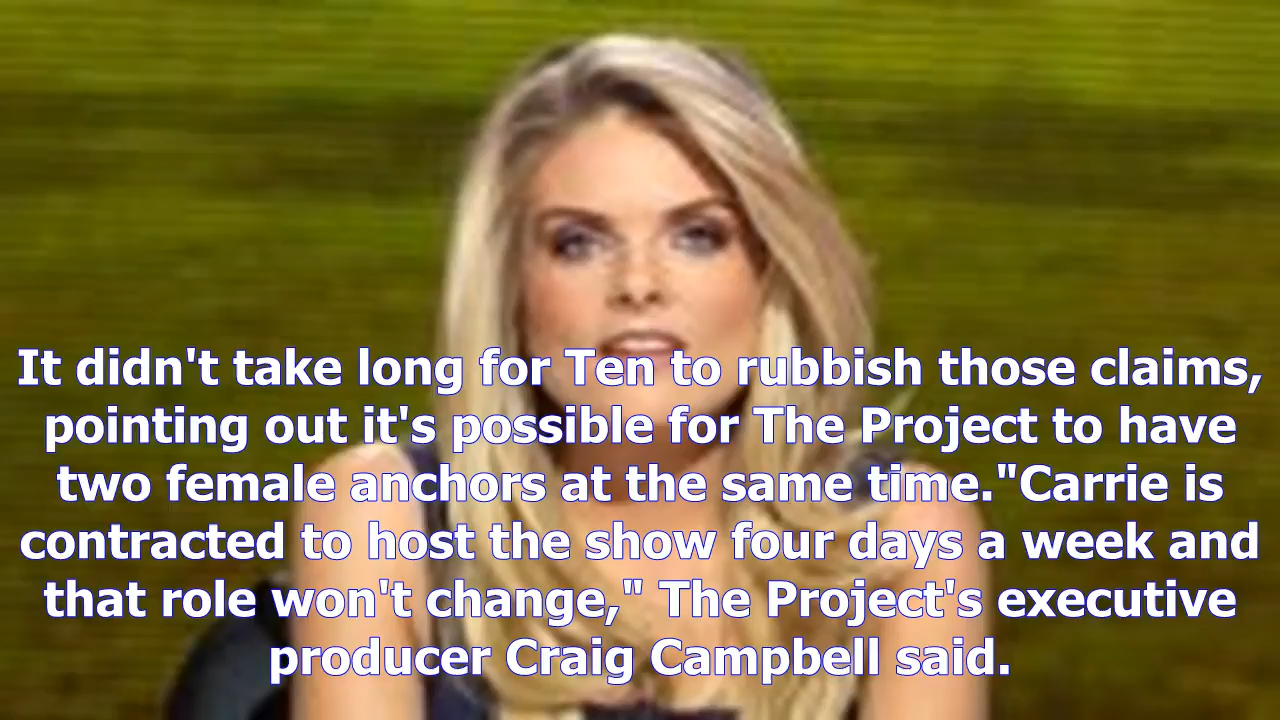 It didn't take long for Ten to rubbish those claims,
pointing out it's possible for The Project to have
two female anchors at the same time."Carrie is
contracted to host the show four days a week and
that role won't change," The Project's executive
producer Craig Campbell said.